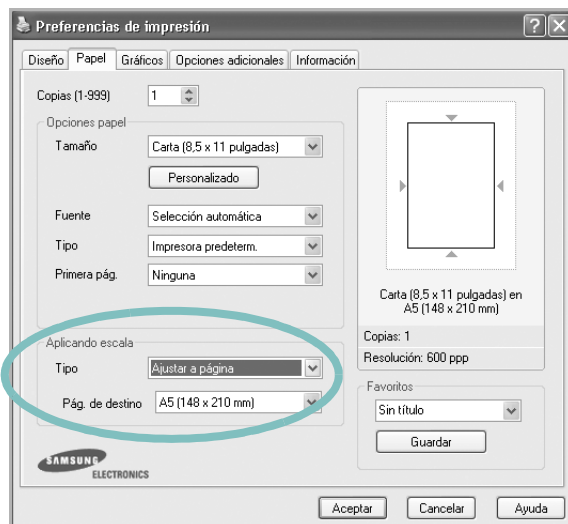 Preferencias de impresión
Diseño Papel Gráficos Opciones adicionales Información
Copias (1-999) 1
Opciones papel
Tamaño Carta (8,5 x 11 pulgadas)
Personalizado
Fuente Selección automática
Tipo Impresora predeterm.
Primera pág. Ninguna
Carta (8,5 x 11 pulgadas) en
A5 (148 x 210 mm)
Copias: 1
Resolución: 600 ppp
Aplicando escala
Tipo Ajustar a página
Pág. de destino A5 (148 x 210 mm)
Favoritos
Sin título
Guardar
SAMSUNG
ELECTRONICS
Aceptar Cancelar Ayuda